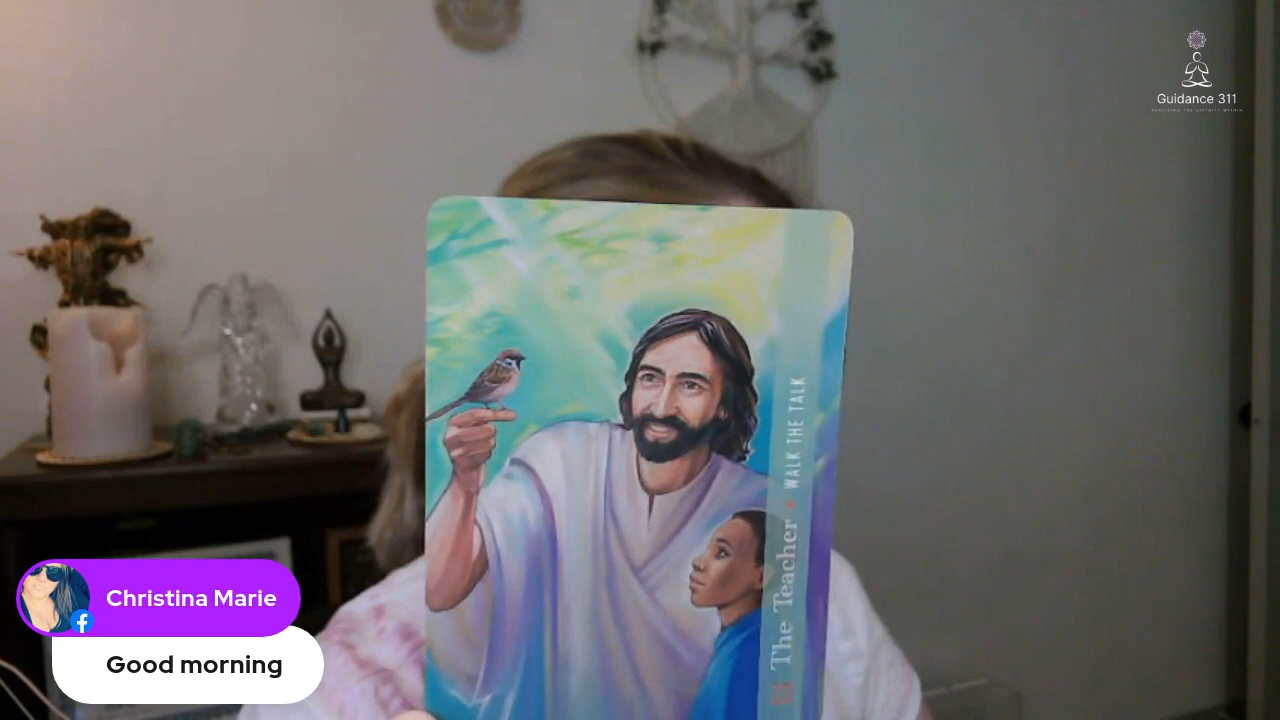 Guidance 311
The Teacher • WALK THE TALK
Christina Marie
Good morning